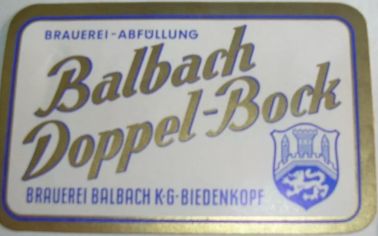 BRAUEREI-ABFÜLLUNG
Balbach
Doppel-Bock
BRAUEREI BALBACH K·G·BIEDENKOPF